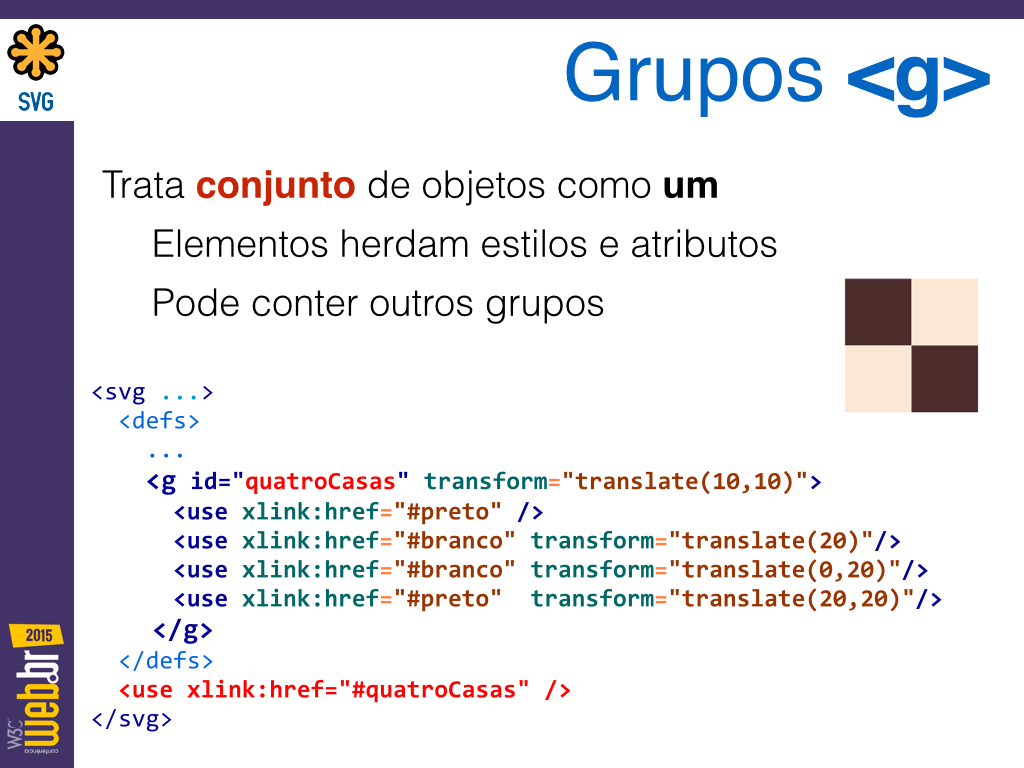 SVG
Grupos <g>
Trata conjunto de objetos como um
Elementos herdam estilos e atributos
Pode conter outros grupos
<svg ...>
<defs>
...
<g id="quatroCasas" transform="translate(10,10)">
<use xlink:href="#preto" />
<use xlink:href="#branco" transform="translate(20)"/>
<use xlink:href="#branco" transform="translate(0,20)"/>
<use xlink:href="#preto"  transform="translate(20,20)"/>
</g>
</defs>
<use xlink:href="#quatroCasas" />
</svg>
2015
conferência
web.br
W3C